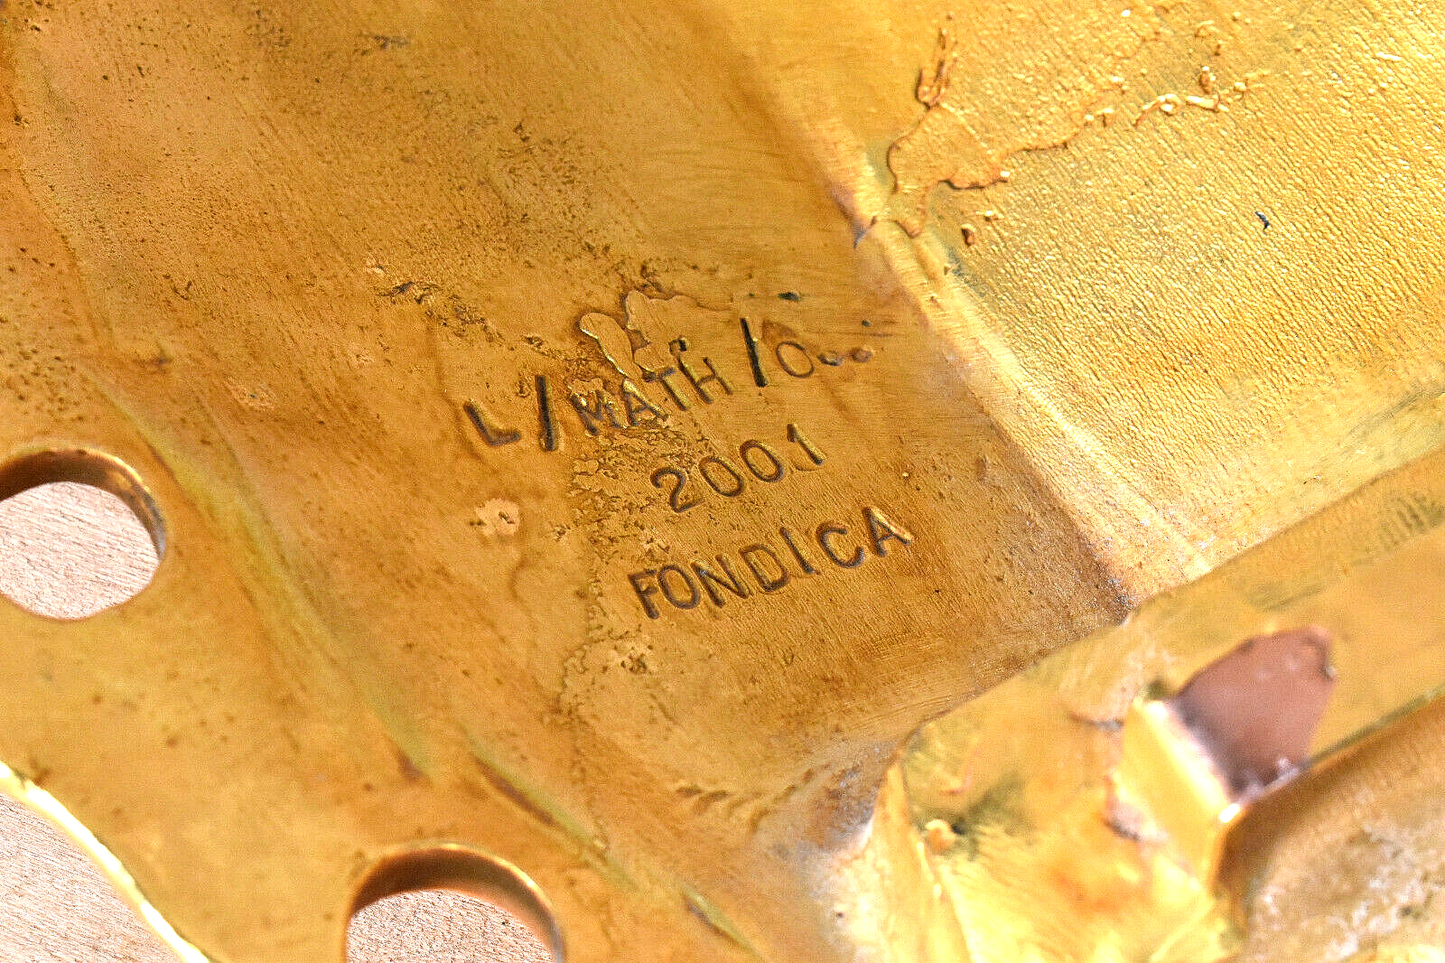 L/MATH/O..
2001
FONDICA